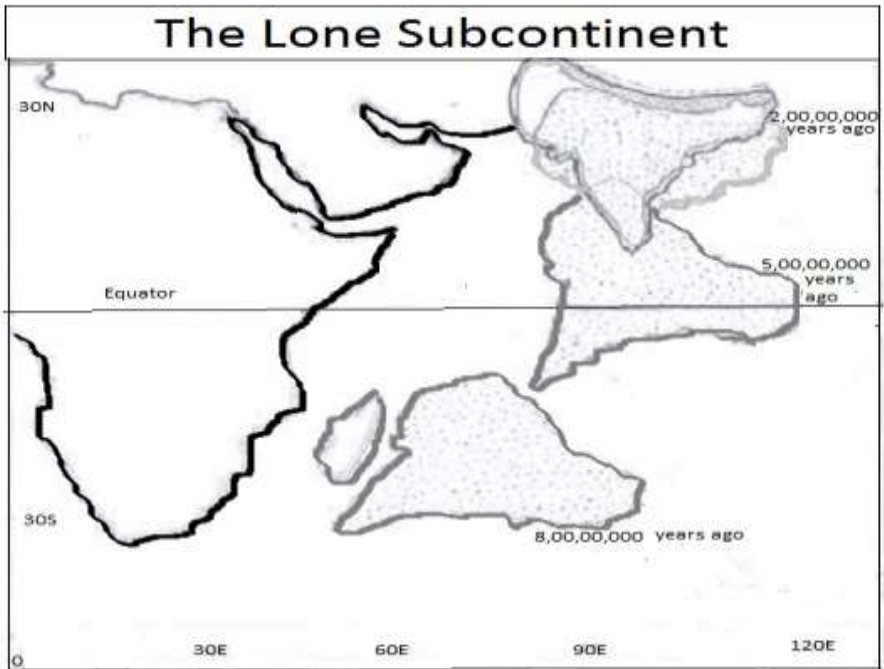 The Lone Subcontinent
30N
2,00,00,000
years ago
5,00,00,000
years
ago
Equator
30S
8,00,00,000 years ago
0
30E
60E
90E
120E